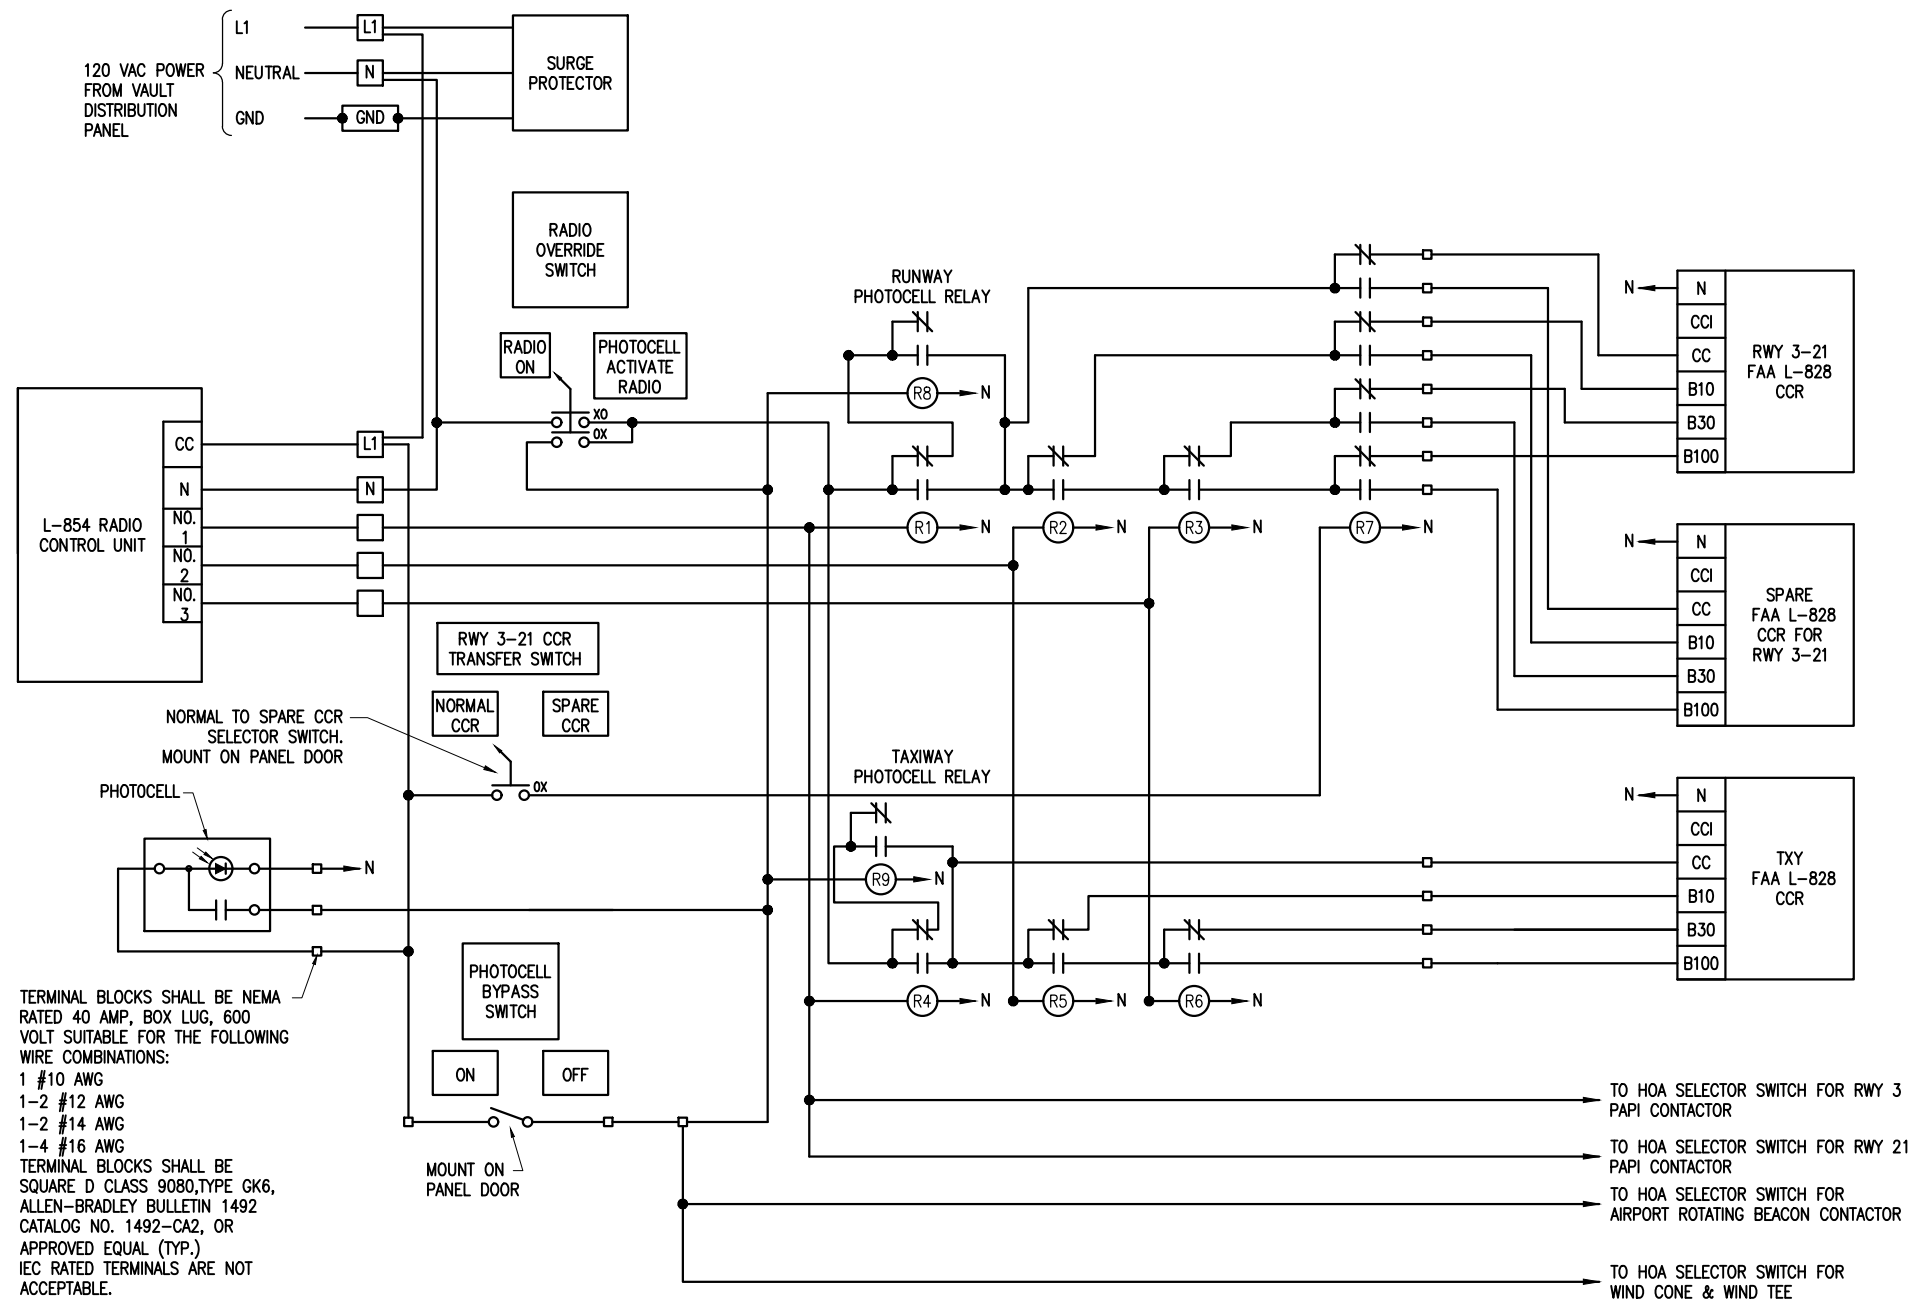 120 VAC POWER
FROM VAULT
DISTRIBUTION
PANEL
L1
NEUTRAL
GND
L1
N
GND
SURGE
PROTECTOR
RADIO
OVERRIDE
SWITCH
RADIO
ON
PHOTOCELL
ACTIVATE
RADIO
XO
OX
L-854 RADIO
CONTROL UNIT
CC
N
NO.
1
NO.
2
NO.
3
L1
N
RUNWAY
PHOTOCELL RELAY
R8
N
R1
N
R2
N
R3
N
R7
N
RWY 3-21 CCR
TRANSFER SWITCH
NORMAL
CCR
SPARE
CCR
OX
NORMAL TO SPARE CCR
SELECTOR SWITCH.
MOUNT ON PANEL DOOR
PHOTOCELL
N
TAXIWAY
PHOTOCELL RELAY
R9
N
R4
N
R5
N
R6
N
PHOTOCELL
BYPASS
SWITCH
ON
OFF
MOUNT ON
PANEL DOOR
TERMINAL BLOCKS SHALL BE NEMA
RATED 40 AMP, BOX LUG, 600
VOLT SUITABLE FOR THE FOLLOWING
WIRE COMBINATIONS:
1 #10 AWG
1-2 #12 AWG
1-2 #14 AWG
1-4 #16 AWG
TERMINAL BLOCKS SHALL BE
SQUARE D CLASS 9080,TYPE GK6,
ALLEN-BRADLEY BULLETIN 1492
CATALOG NO. 1492-CA2, OR
APPROVED EQUAL (TYP.)
IEC RATED TERMINALS ARE NOT
ACCEPTABLE.
N
N
CCI
CC
B10
B30
B100
RWY 3-21
FAA L-828
CCR
N
N
CCI
CC
B10
B30
B100
SPARE
FAA L-828
CCR FOR
RWY 3-21
N
N
CCI
CC
B10
B30
B100
TXY
FAA L-828
CCR
TO HOA SELECTOR SWITCH FOR RWY 3
PAPI CONTACTOR
TO HOA SELECTOR SWITCH FOR RWY 21
PAPI CONTACTOR
TO HOA SELECTOR SWITCH FOR
AIRPORT ROTATING BEACON CONTACTOR
TO HOA SELECTOR SWITCH FOR
WIND CONE & WIND TEE